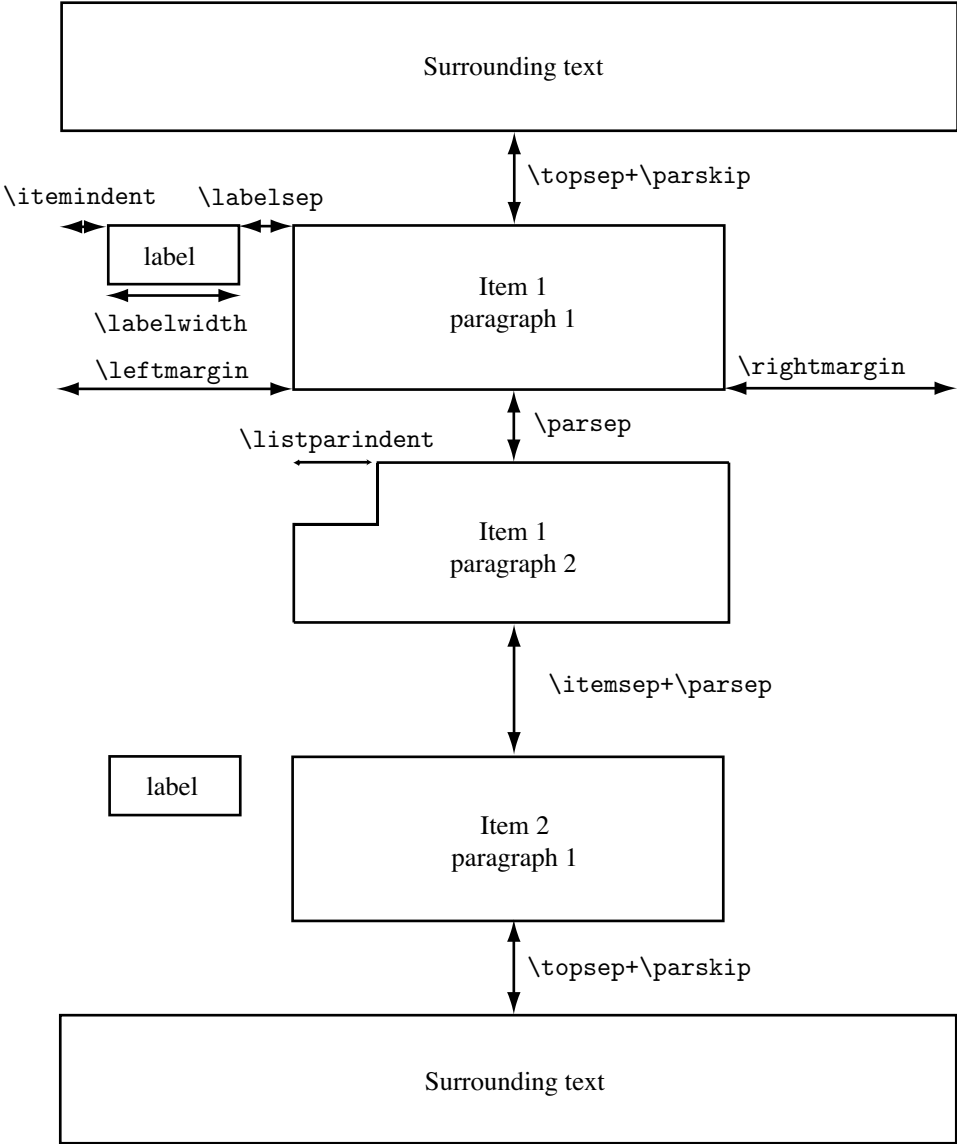 Surrounding text
\topsep+\parskip
\itemindent
\labelsep
label
Item 1
paragraph 1
\labelwidth
\leftmargin
\rightmargin
\parsep
\listparindent
Item 1
paragraph 2
\itemsep+\parsep
label
Item 2
paragraph 1
\topsep+\parskip
Surrounding text